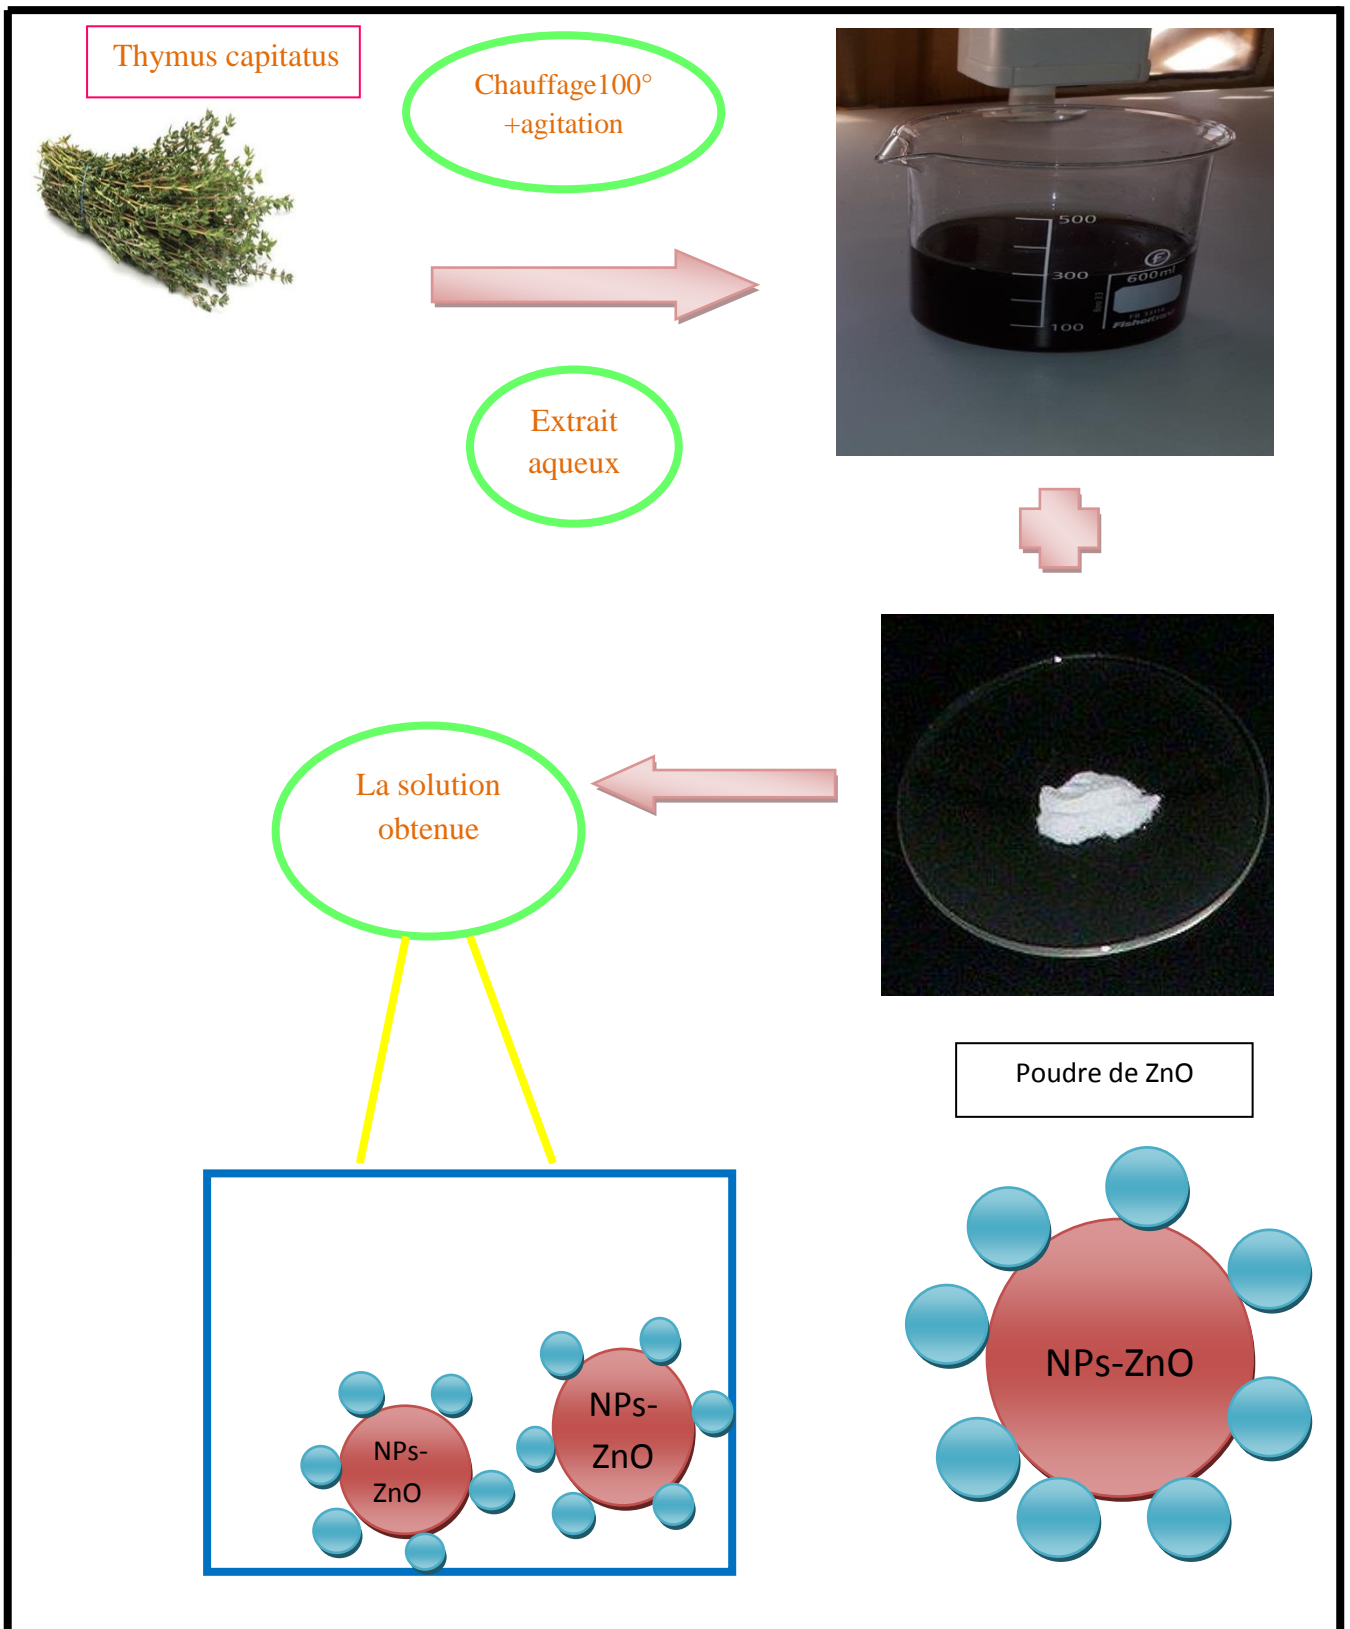 Thymus capitatus
Chauffage100°
+agitation
500
300
600ml
100
Fisherbrand
Extrait
aqueux
La solution
obtenue
Poudre de ZnO
NPs-ZnO
NPs-
ZnO
NPs-
ZnO